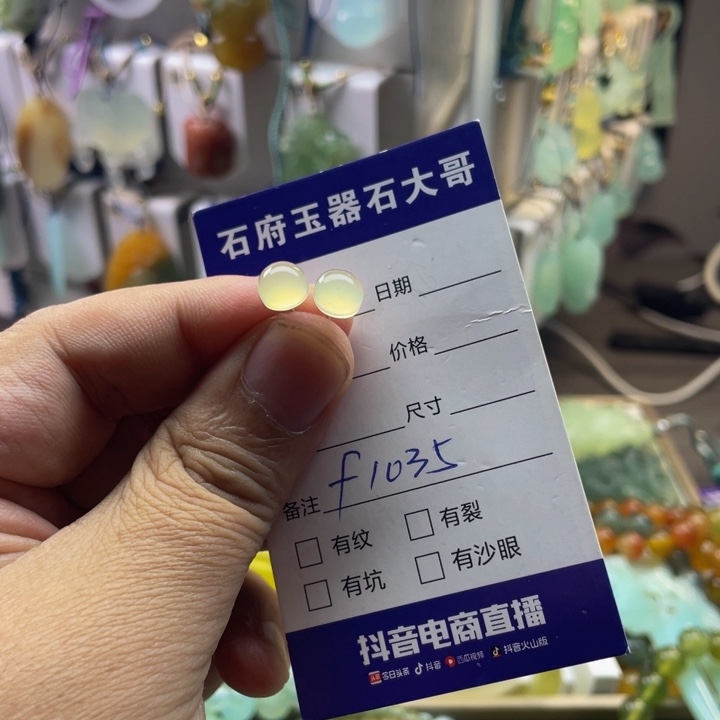 石府玉器石大哥
日期
价格
尺寸
备注 f1035
有纹 有裂
有坑 有沙眼
抖音电商直播
今日头条 抖音 西瓜视频 抖音火山版